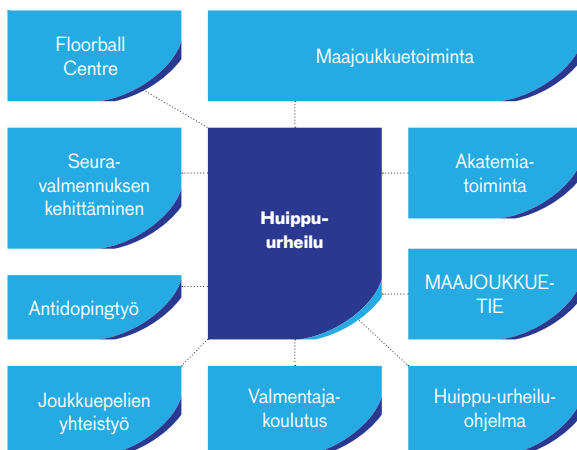 Floorball
Centre
Maajoukkuetoiminta
Seura-
valmennuksen
kehittäminen
Huippu-
urheilu
Akatemia-
toiminta
Antidopingtyö
MAAJOUKKUE-
TIE
Joukkuepelien
yhteistyö
Valmentaja-
koulutus
Huippu-urheilu-
ohjelma